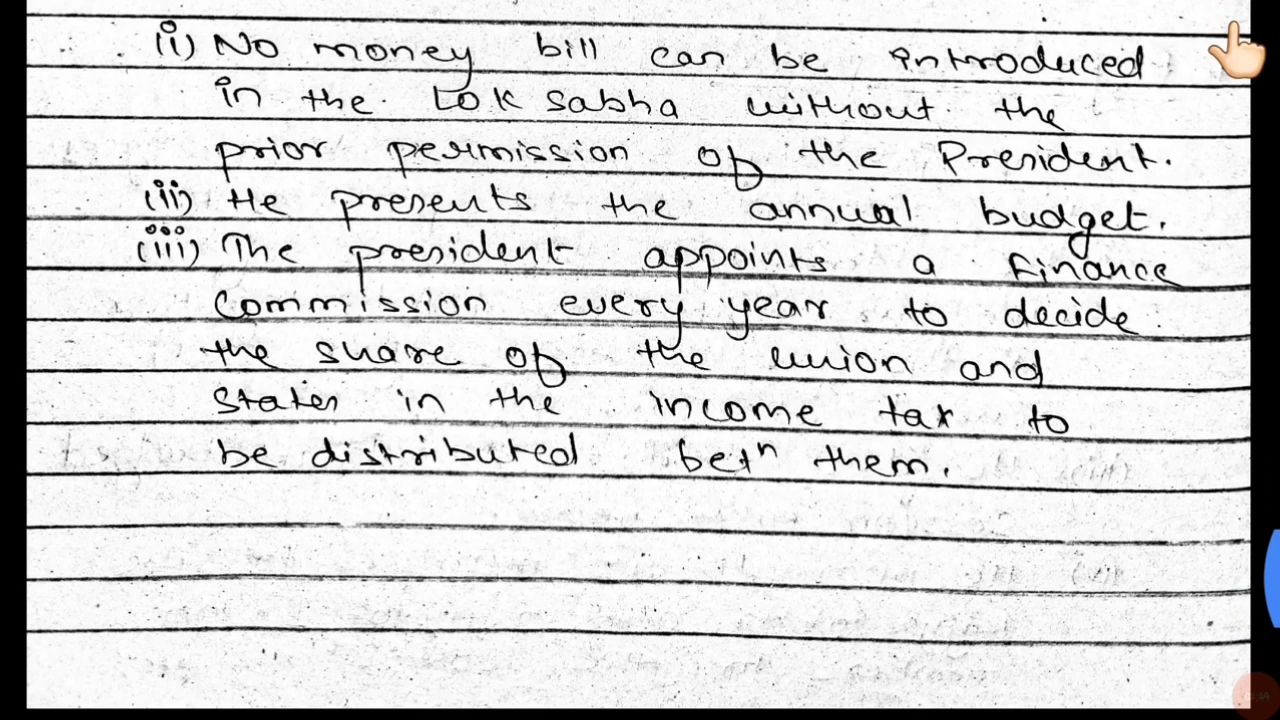 (i) No money bill can be introduced
in the Lok sabha without the
prior permission of the President.
(ii) He presents the annual budget.
(iii) The president appoints a Finance
Commission every year to decide
the share of the union and
States in the income tax to
be distributed betn them.